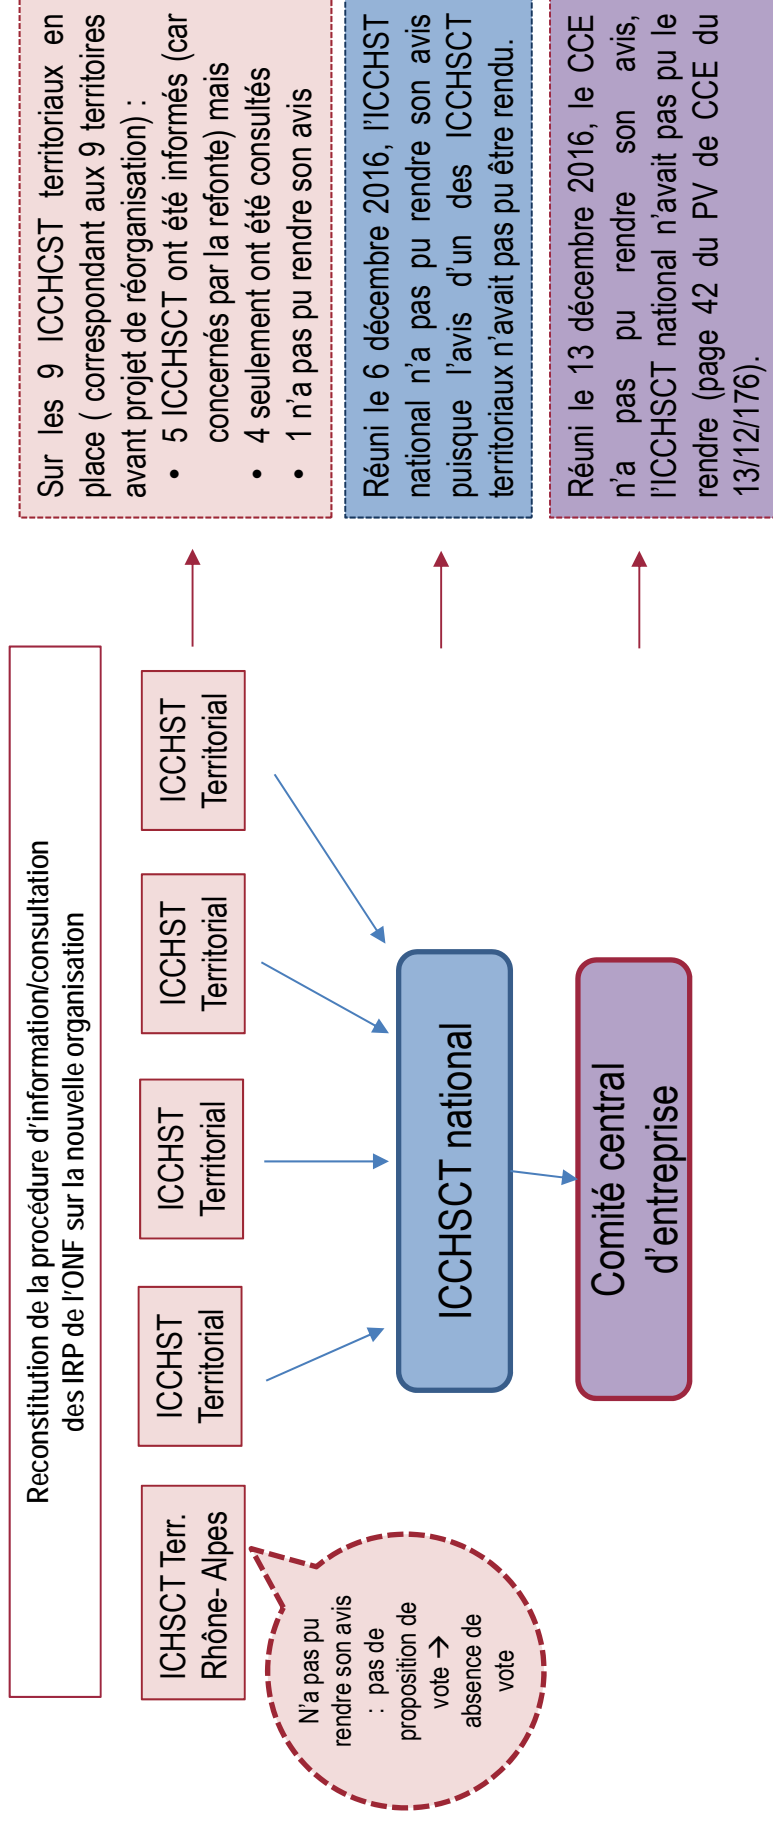 Reconstitution de la procédure d'information/consultation
des IRP de l'ONF sur la nouvelle organisation
ICHSCT Terr.
Rhône- Alpes
ICCHST
Territorial
ICCHST
Territorial
ICCHST
Territorial
ICCHST
Territorial
N'a pas pu
rendre son avis
: pas de
proposition de
vote →
absence de
vote
ICCHSCT national
Comité central
d'entreprise
Sur les 9 ICCHCST territoriaux en
place ( correspondant aux 9 territoires
avant projet de réorganisation) :
• 5 ICCHSCT ont été informés (car
concernés par la refonte) mais
• 4 seulement ont été consultés
• 1 n'a pas pu rendre son avis
Réuni le 6 décembre 2016, l'ICCHST
national n'a pas pu rendre son avis
puisque l'avis d'un des ICCHSCT
territoriaux n'avait pas pu être rendu.
Réuni le 13 décembre 2016, le CCE
n'a pas pu rendre son avis,
l'ICCHSCT national n'avait pas pu le
rendre (page 42 du PV de CCE du
13/12/176).